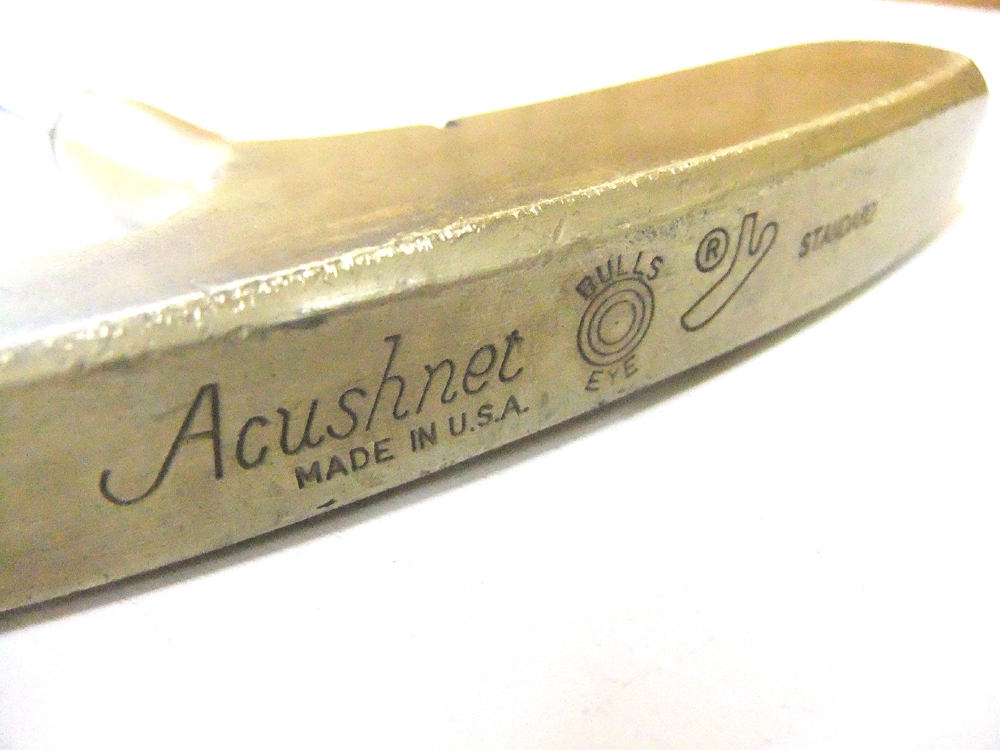 Acushnet
MADE IN U.S.A.
BULLS
EYE
®
STANDARD